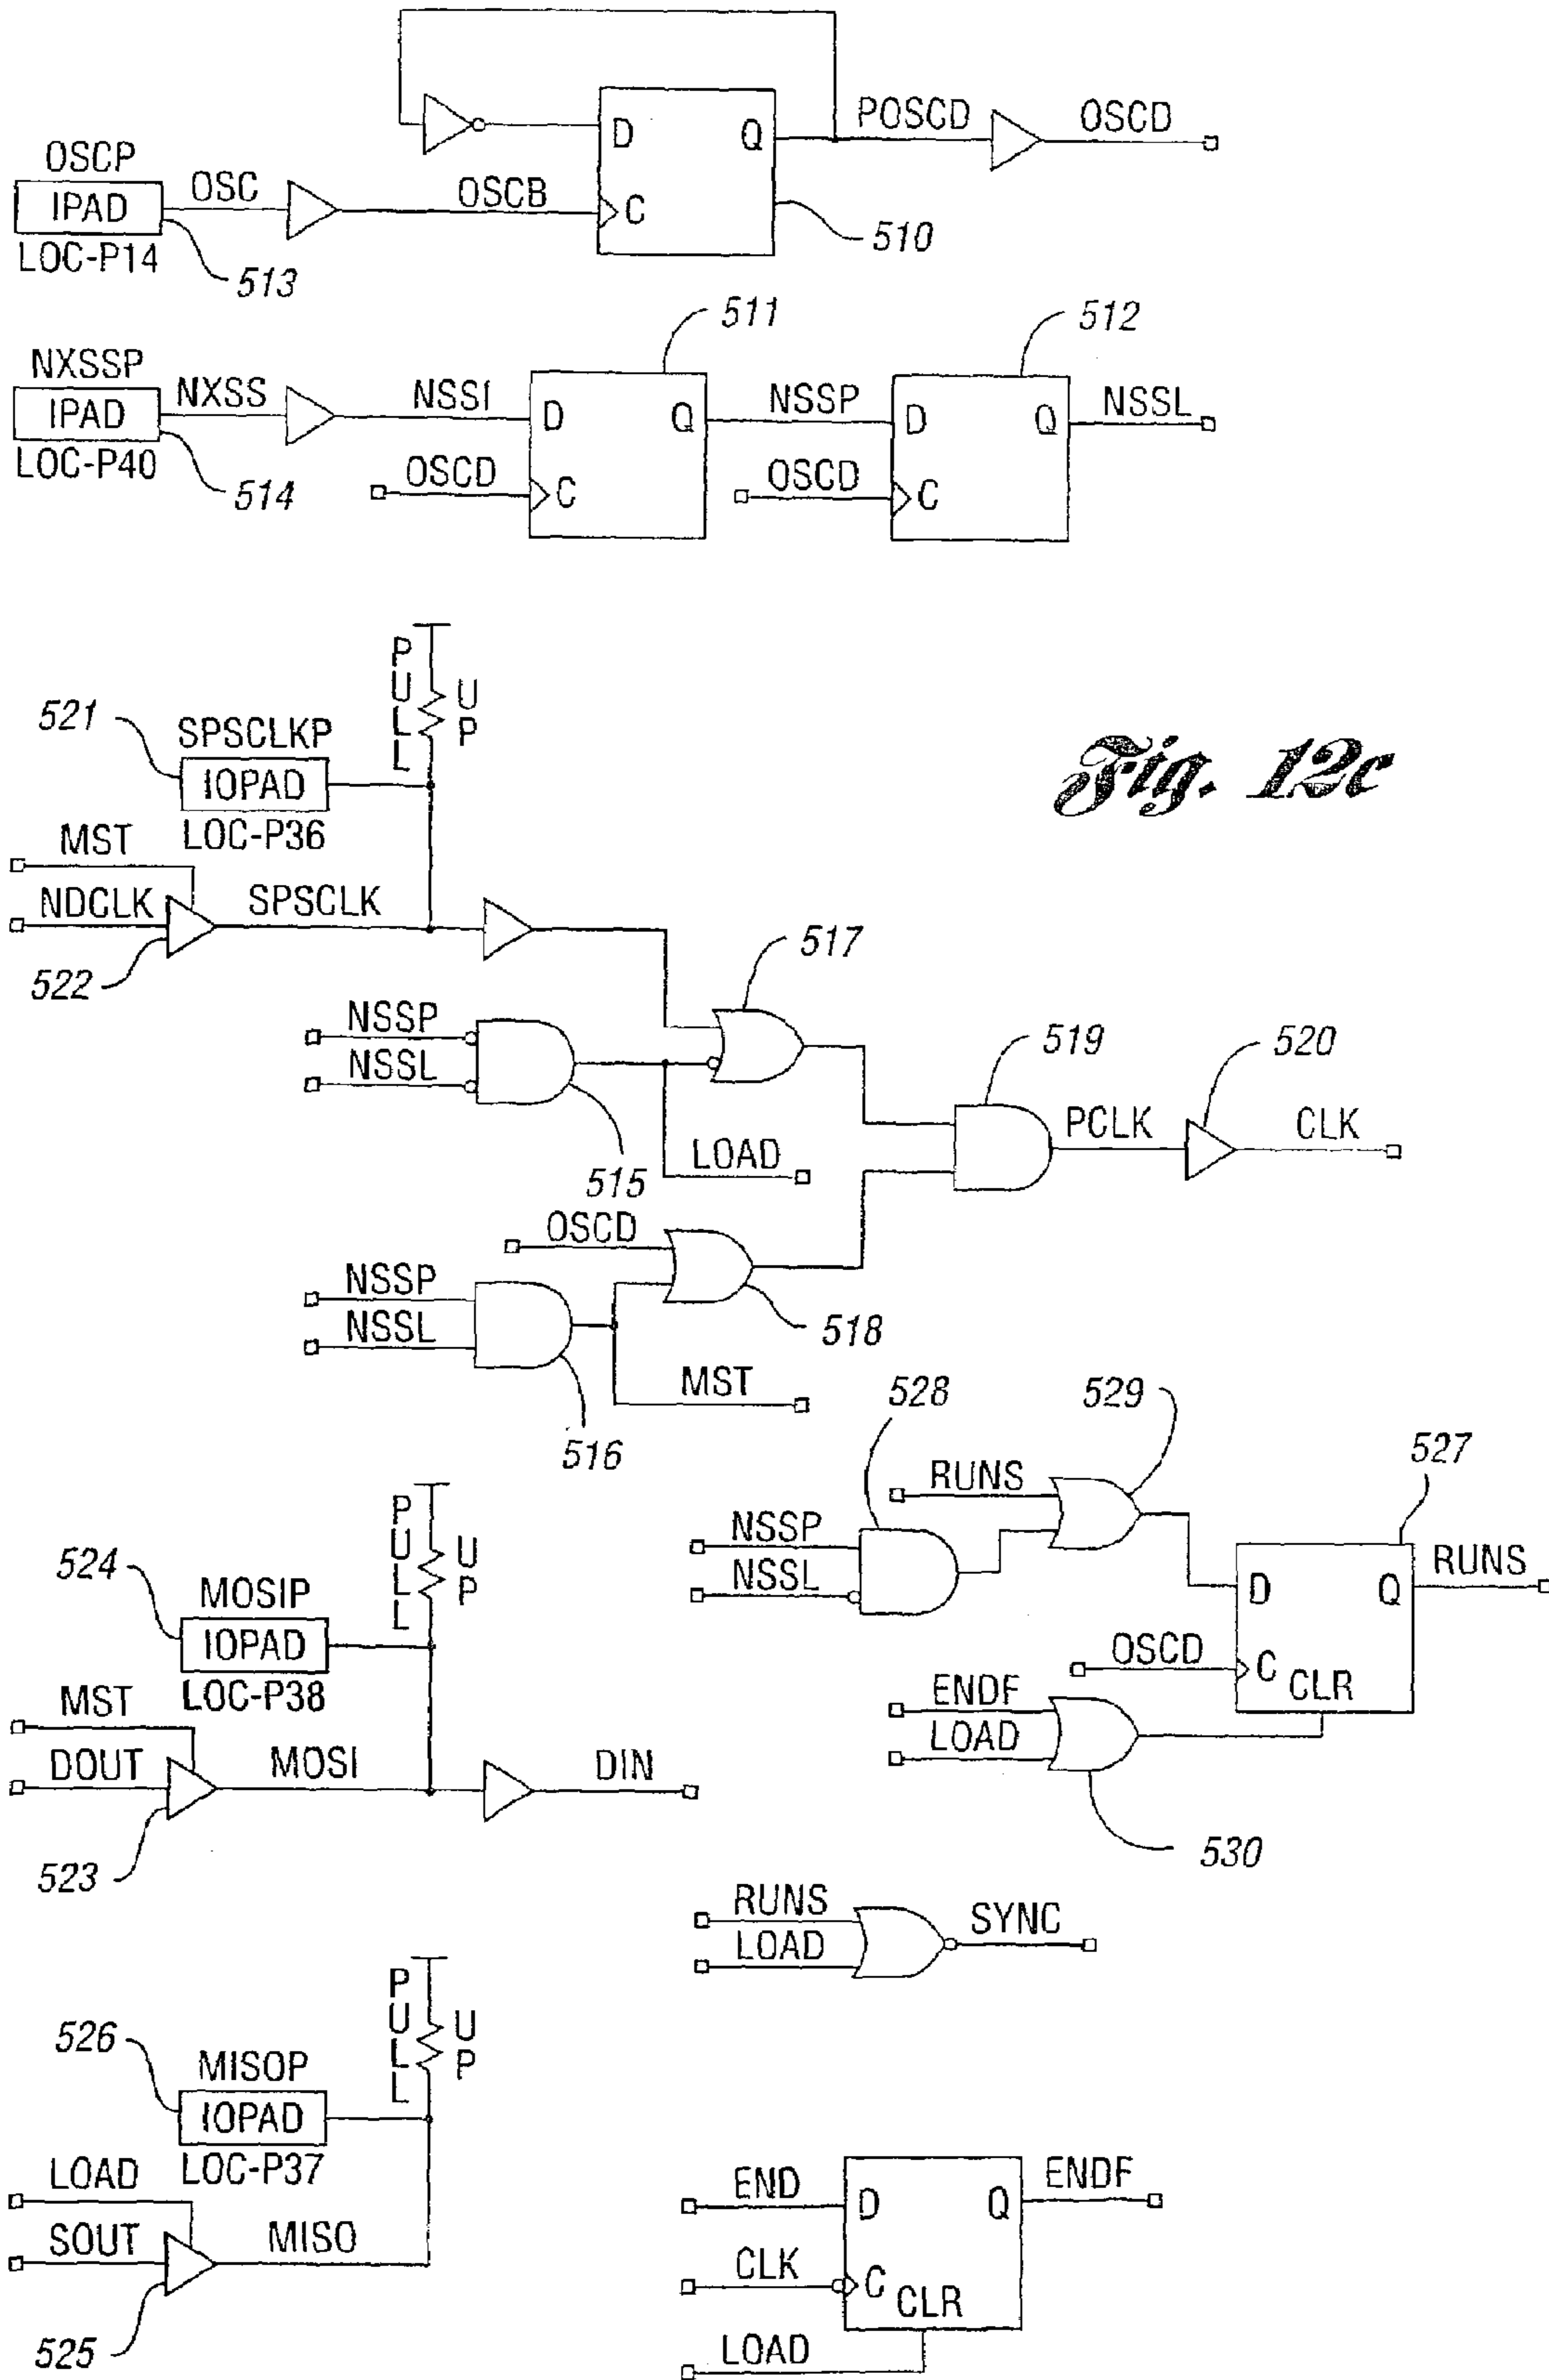 POSCD OSCD
D Q
OSCP
IPAD OSC OSCB C
LOC-P14
510
513
511
512
NXSSP
IPAD NXSS NSSI D Q NSSP D Q NSSL
LOC-P40
OSCD C OSCD C
514
PULL UP
521
SPSCLKP
IOPAD
LOC-P36
Fig. 12c
MST
NDCLK SPSCLK
522
517
NSSP
NSSL
519
520
PCLK CLK
LOAD
515
OSCD
NSSP
NSSL
518
MST
516
528
529
527
RUNS
NSSP
NSSL
D Q RUNS
OSCD C
CLR
ENDF
LOAD
530
PULL UP
524
MOSIP
IOPAD
LOC-P38
MST
DOUT MOSI DIN
523
RUNS
LOAD
SYNC
PULL UP
526
MISOP
IOPAD
LOC-P37
LOAD
SOUT MISO
525
END D Q ENDF
CLK C
CLR
LOAD